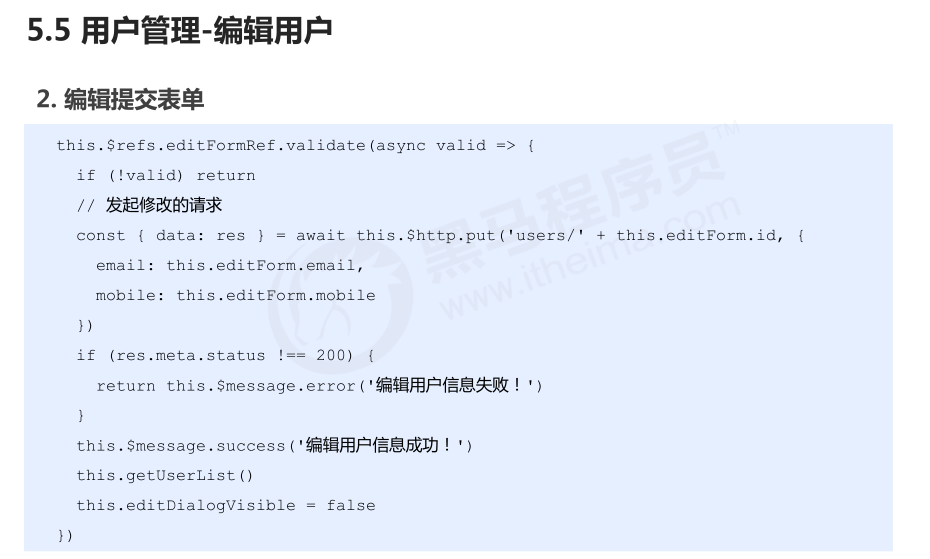 5.5 用户管理-编辑用户
2. 编辑提交表单
this.$refs.editFormRef.validate(async valid => {
if (!valid) return
// 发起修改的请求
const { data: res } = await this.$http.put('users/' + this.editForm.id, {
email: this.editForm.email,
mobile: this.editForm.mobile
})
if (res.meta.status !== 200) {
return this.$message.error('编辑用户信息失败！')
}
this.$message.success('编辑用户信息成功！')
this.getUserList()
this.editDialogVisible = false
})
黑马程序员™
www.itheima.com